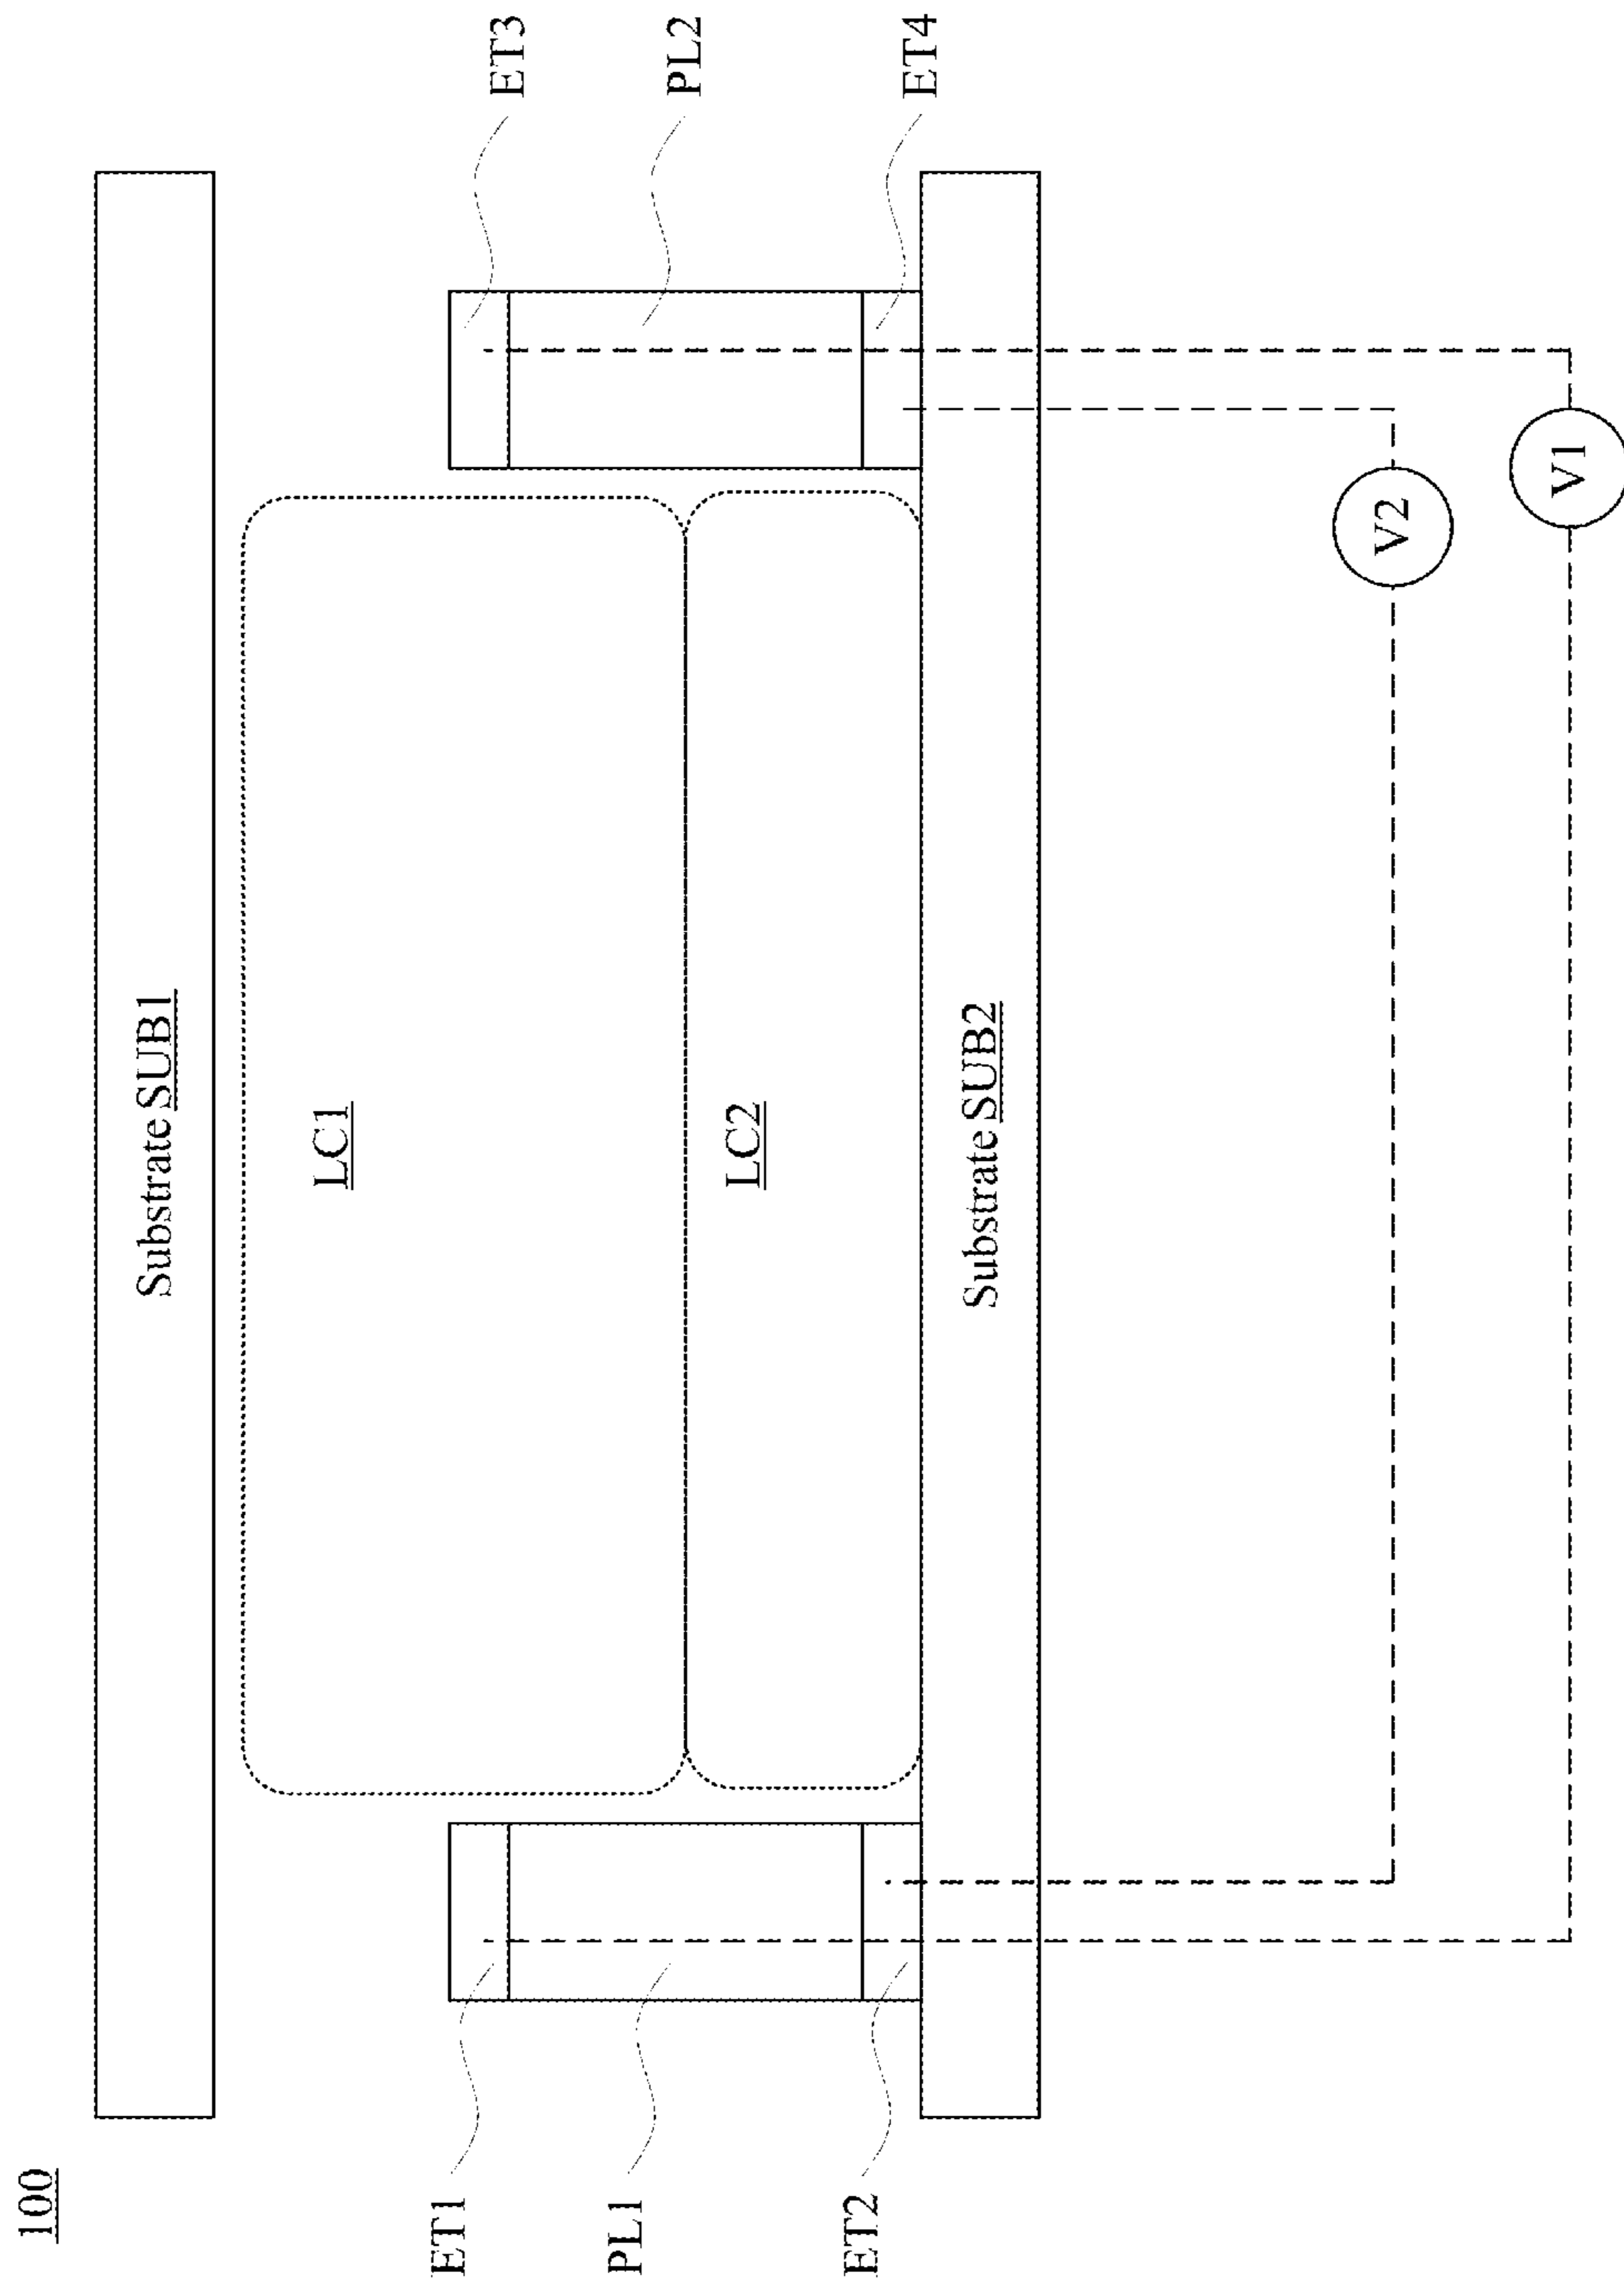 100
Substrate SUB1
LC1
LC2
Substrate SUB2
ET1
PL1
ET2
ET3
PL2
ET4
V2
V1